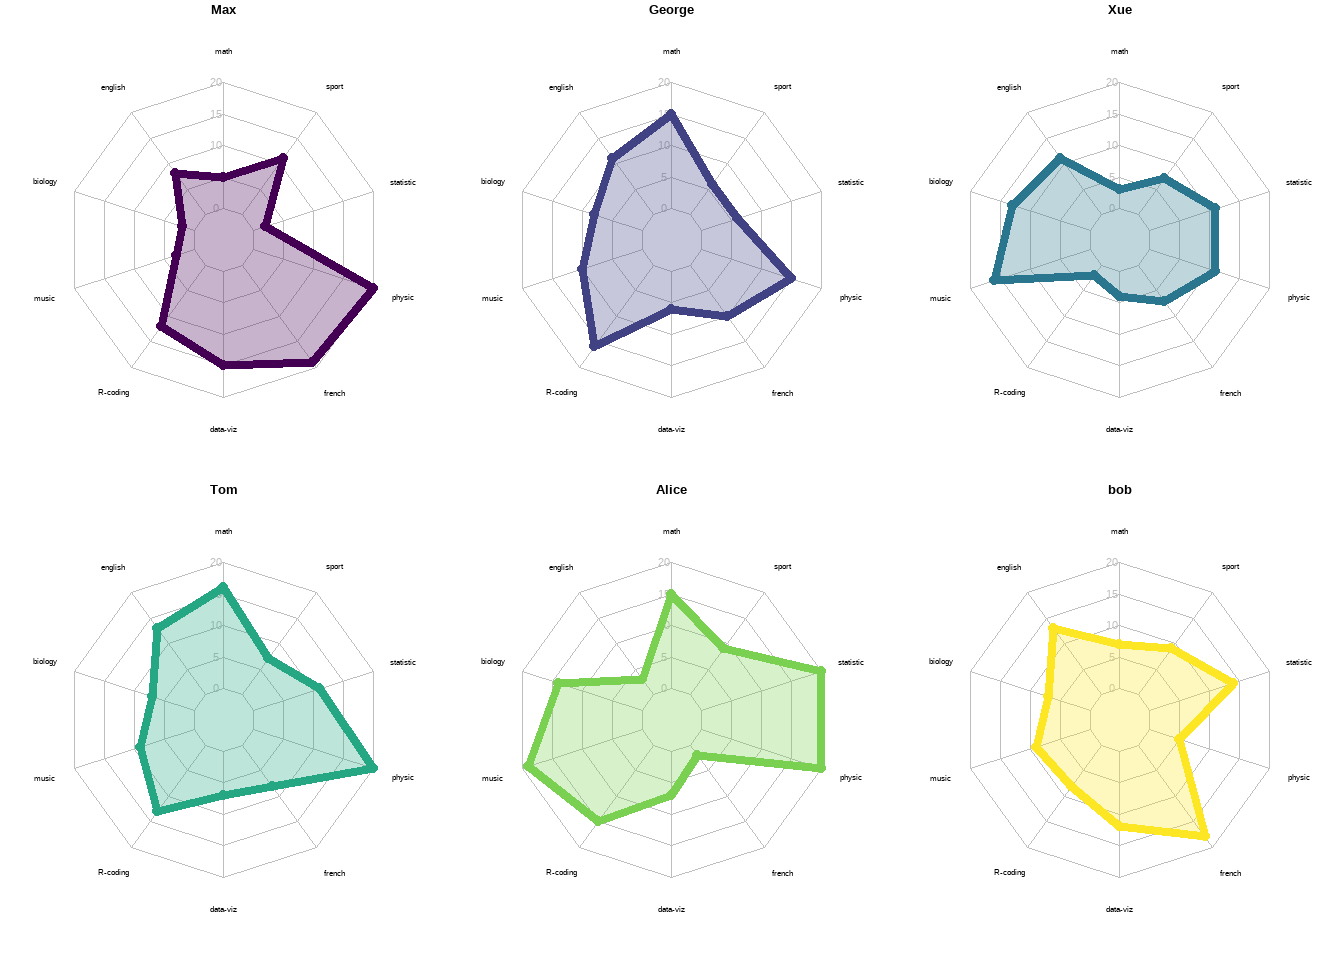 Max
math
english
sport
20
15
10
5
0
biology
statistic
music
physic
R-coding
french
data-viz
George
math
english
sport
20
15
10
5
0
biology
statistic
music
physic
R-coding
french
data-viz
Xue
math
english
sport
20
15
10
5
0
biology
statistic
music
physic
R-coding
french
data-viz
Tom
math
english
sport
20
15
10
5
0
biology
statistic
music
physic
R-coding
french
data-viz
Alice
math
english
sport
20
15
10
5
0
biology
statistic
music
physic
R-coding
french
data-viz
bob
math
english
sport
20
15
10
5
0
biology
statistic
music
physic
R-coding
french
data-viz